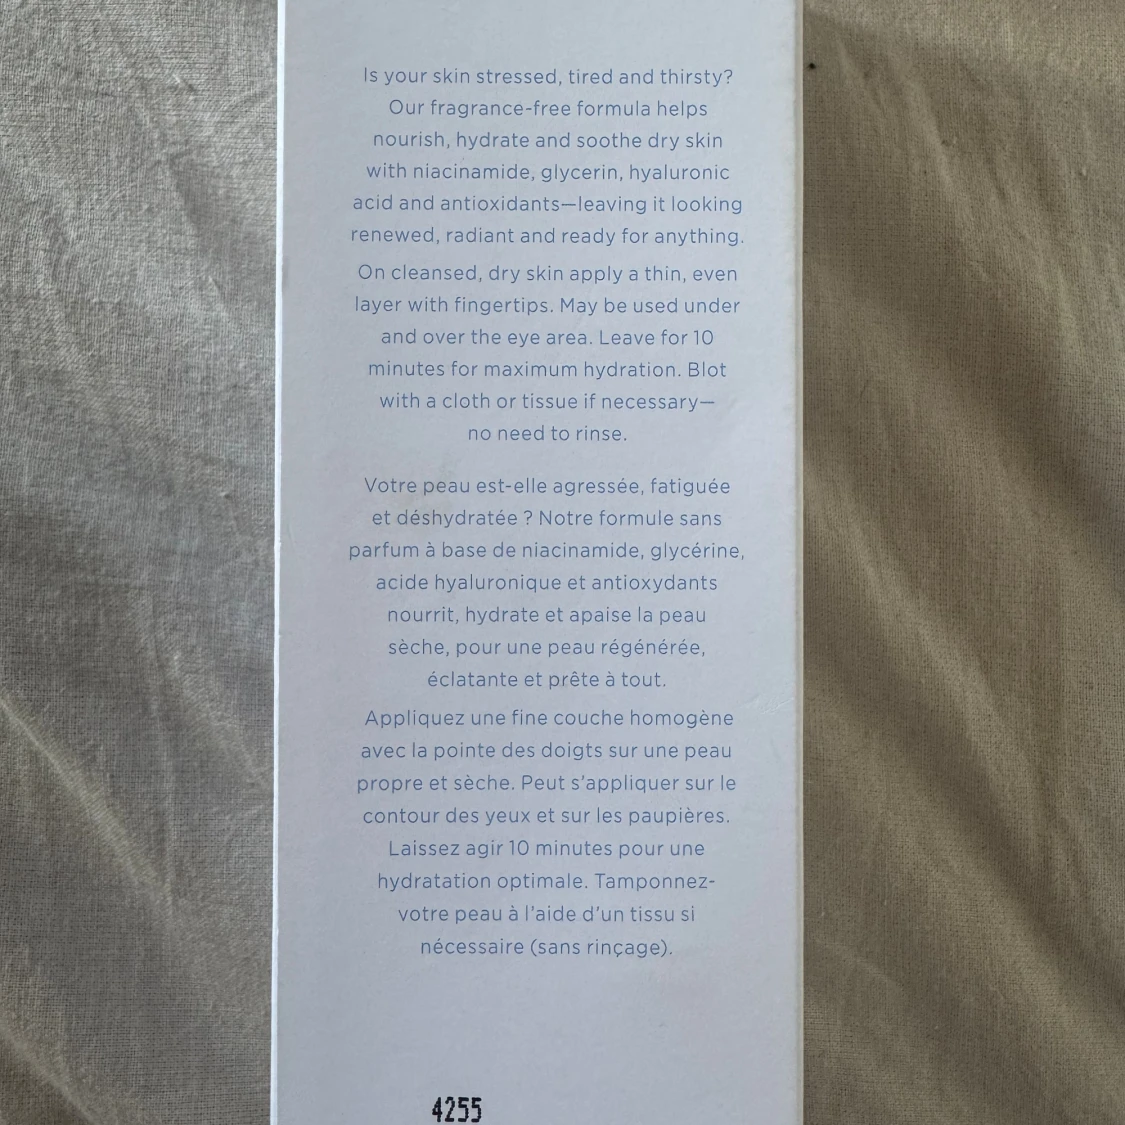 Is your skin stressed, tired and thirsty?
Our fragrance-free formula helps
nourish, hydrate and soothe dry skin
with niacinamide, glycerin, hyaluronic
acid and antioxidants—leaving it looking
renewed, radiant and ready for anything.
On cleansed, dry skin apply a thin, even
layer with fingertips. May be used under
and over the eye area. Leave for 10
minutes for maximum hydration. Blot
with a cloth or tissue if necessary—
no need to rinse.
Votre peau est-elle agressée, fatiguée
et déshydratée ? Notre formule sans
parfum à base de niacinamide, glycérine,
acide hyaluronique et antioxydants
nourrit, hydrate et apaise la peau
sèche, pour une peau régénérée,
éclatante et prête à tout.
Appliquez une fine couche homogène
avec la pointe des doigts sur une peau
propre et sèche. Peut s'appliquer sur le
contour des yeux et sur les paupières.
Laissez agir 10 minutes pour une
hydratation optimale. Tamponnez-
votre peau à l'aide d'un tissu si
nécessaire (sans rinçage).
4255